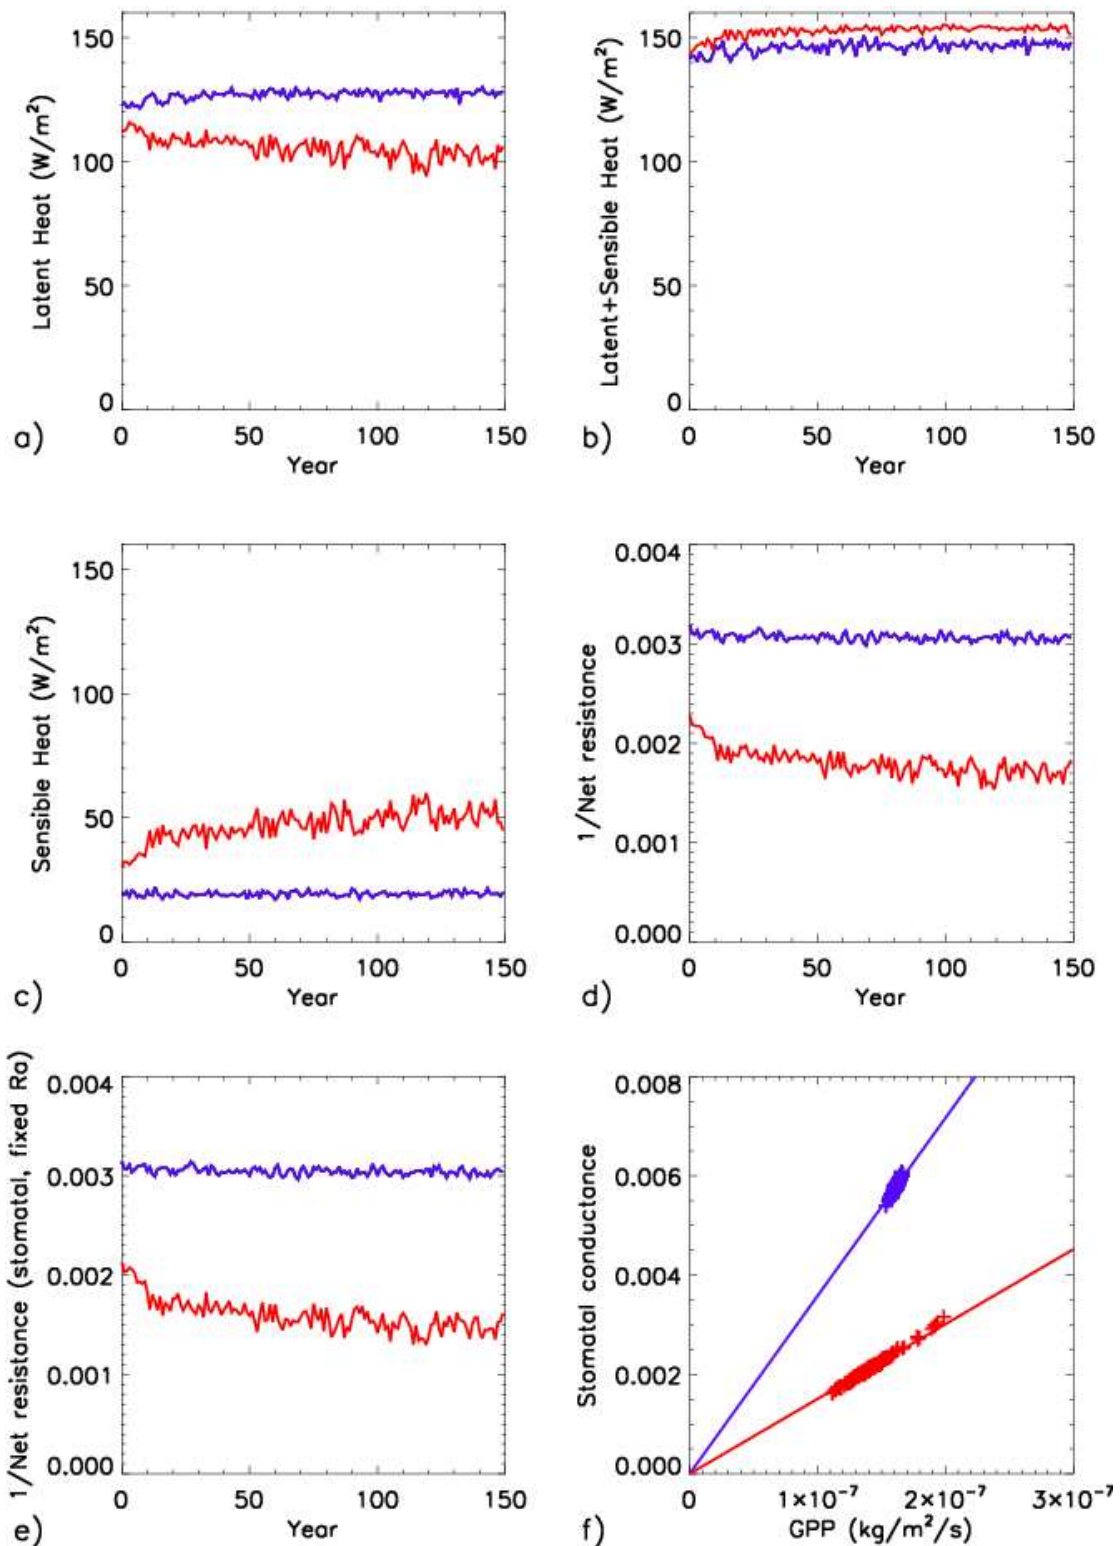 150
100
50
0
Latent Heat (W/m²)
0 50 100 150
Year
a)
150
100
50
0
Latent+Sensible Heat (W/m²)
0 50 100 150
Year
b)
150
100
50
0
Sensible Heat (W/m²)
0 50 100 150
Year
c)
0.004
0.003
0.002
0.001
0.000
1/Net resistance
0 50 100 150
Year
d)
0.004
0.003
0.002
0.001
0.000
1/Net resistance (stomatal, fixed Ra)
0 50 100 150
Year
e)
0.008
0.006
0.004
0.002
0.000
Stomatal conductance
0 1×10⁻⁷ 2×10⁻⁷ 3×10⁻⁷
GPP (kg/m²/s)
f)